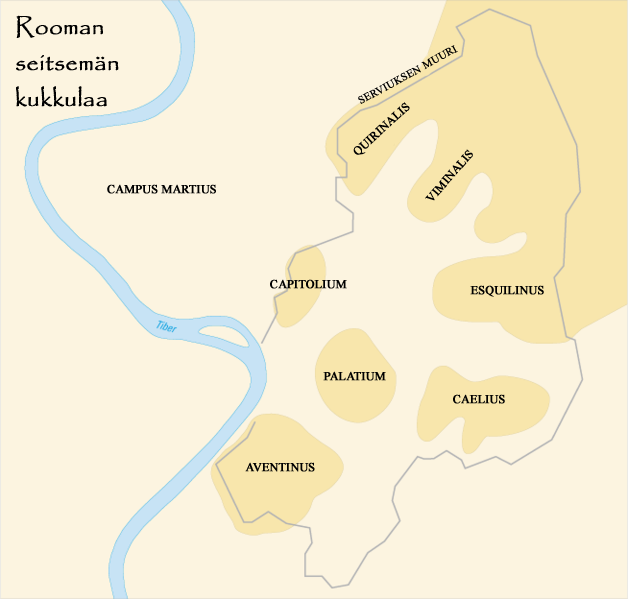 Rooman
seitsemän
kukkulaa
SERVIUKSEN MUURI
QUIRINALIS
VIMINALIS
CAMPUS MARTIUS
CAPITOLIUM
ESQUILINUS
Tiber
PALATIUM
CAELIUS
AVENTINUS